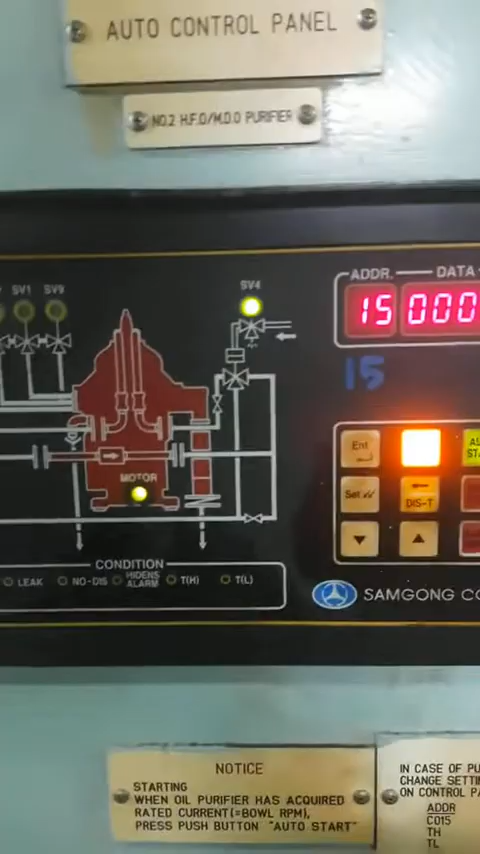 AUTO CONTROL PANEL
NO.2 H.F.O/M.D.O PURIFIER
SV1 SV9
SV4
ADDR. DATA
15 000
15
Ent
Set
DIS-T
MOTOR
CONDITION
LEAK NO-DIS HIDENS ALARM T(H) T(L)
SAMGONG
NOTICE
STARTING
WHEN OIL PURIFIER HAS ACQUIRED
RATED CURRENT(=BOWL RPM),
PRESS PUSH BUTTON "AUTO START"
IN CASE OF
CHANGE
ON CONTROL
ADDR
C015
TH
TL